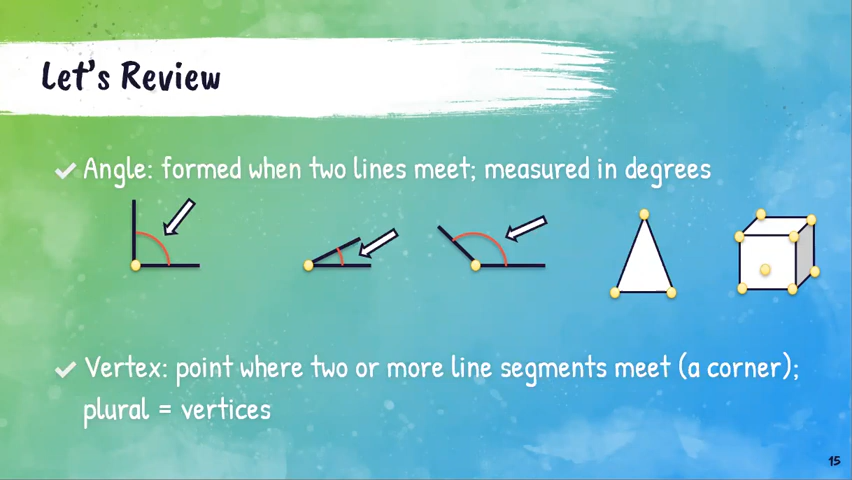 Let's Review
Angle: formed when two lines meet; measured in degrees
Vertex: point where two or more line segments meet (a corner);
plural = vertices
15